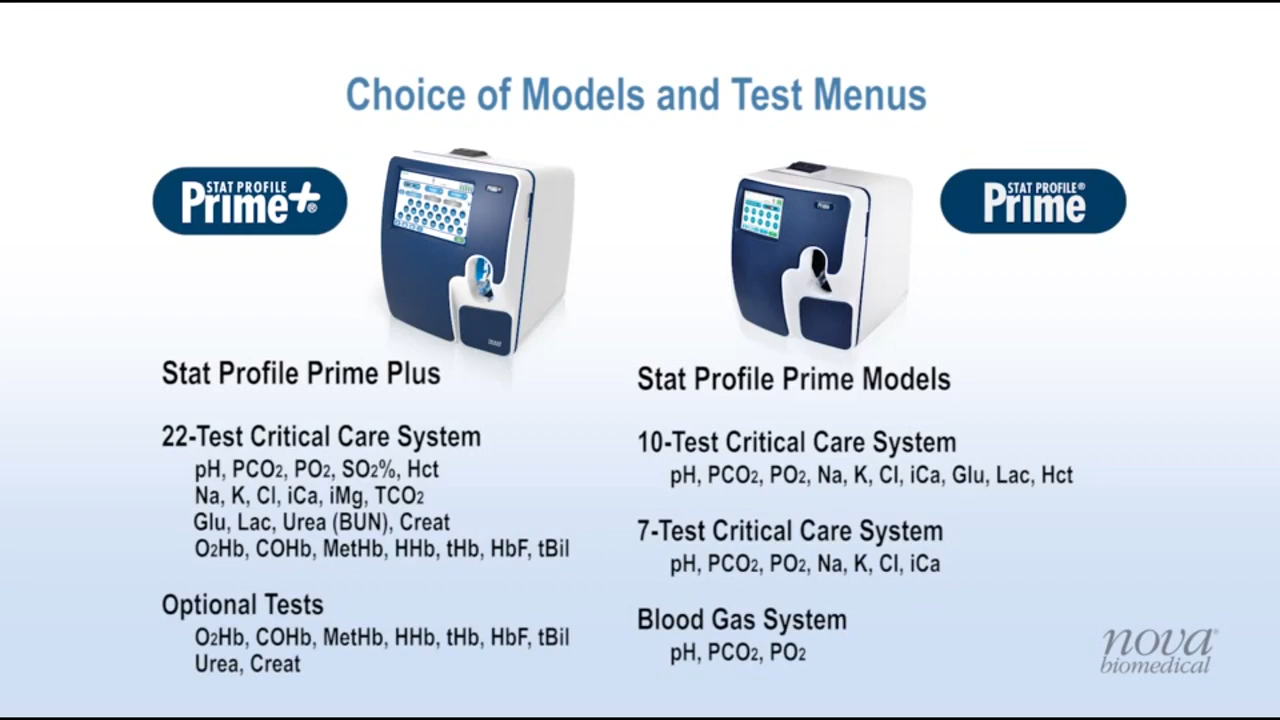 Choice of Models and Test Menus
STAT PROFILE
Prime+®
STAT PROFILE®
Prime
Stat Profile Prime Plus
22-Test Critical Care System
pH, PCO2, PO2, SO2%, Hct
Na, K, Cl, iCa, iMg, TCO2
Glu, Lac, Urea (BUN), Creat
O2Hb, COHb, MetHb, HHb, tHb, HbF, tBil
Optional Tests
O2Hb, COHb, MetHb, HHb, tHb, HbF, tBil
Urea, Creat
Stat Profile Prime Models
10-Test Critical Care System
pH, PCO2, PO2, Na, K, Cl, iCa, Glu, Lac, Hct
7-Test Critical Care System
pH, PCO2, PO2, Na, K, Cl, iCa
Blood Gas System
pH, PCO2, PO2
nova®
biomedical